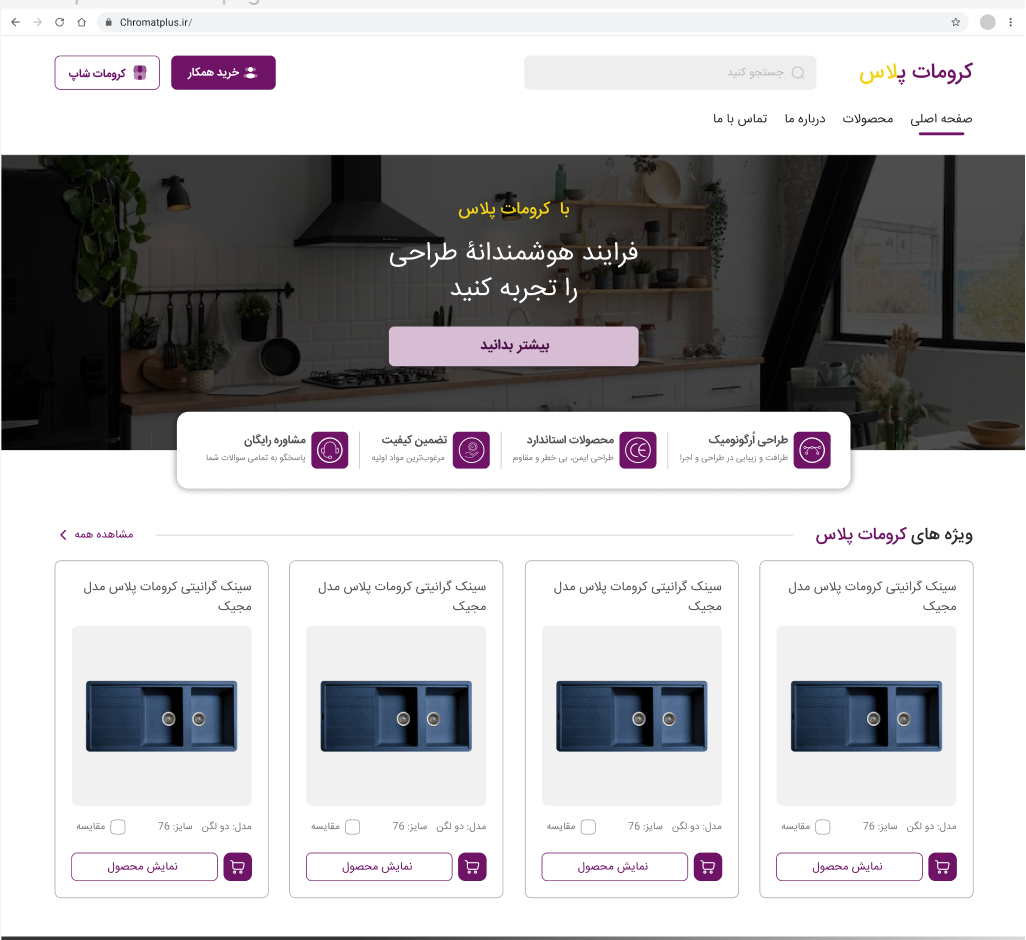 Chromatplus.ir/
کرومات پلاس
جستجو کنید
خرید همکار
کرومات شاپ
صفحه اصلی
محصولات
درباره ما
تماس با ما
با کرومات پلاس
فرایند هوشمندانهٔ طراحی
را تجربه کنید
بیشتر بدانید
طراحی اُرگونومیک
ظرافت و زیبایی در طراحی و اجرا
محصولات استاندارد
طراحی ایمن، بی خطر و مقاوم
تضمین کیفیت
مرغوب‌ترین مواد اولیه
مشاوره رایگان
پاسخگو به تمامی سوالات شما
ویژه های کرومات پلاس
مشاهده همه
سینک گرانیتی کرومات پلاس مدل
مجیک
مدل: دو لگن سایز: 76 مقایسه
نمایش محصول
سینک گرانیتی کرومات پلاس مدل
مجیک
مدل: دو لگن سایز: 76 مقایسه
نمایش محصول
سینک گرانیتی کرومات پلاس مدل
مجیک
مدل: دو لگن سایز: 76 مقایسه
نمایش محصول
سینک گرانیتی کرومات پلاس مدل
مجیک
مدل: دو لگن سایز: 76 مقایسه
نمایش محصول